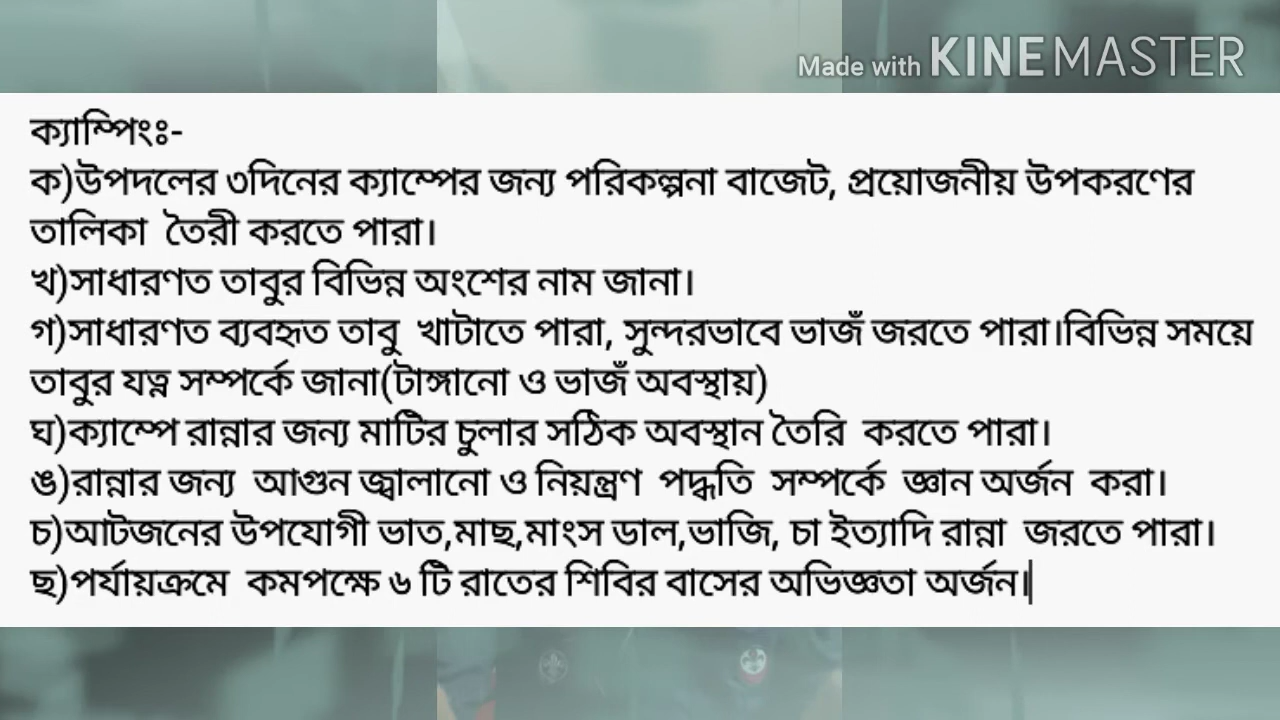 Made with KINEMASTER
ক্যাম্পিংঃ-
ক)উপদলের ৩দিনের ক্যাম্পের জন্য পরিকল্পনা বাজেট, প্রয়োজনীয় উপকরণের
তালিকা তৈরী করতে পারা।
খ)সাধারণত তাবুর বিভিন্ন অংশের নাম জানা।
গ)সাধারণত ব্যবহৃত তাবু খাটাতে পারা, সুন্দরভাবে ভাজঁ জরতে পারা।বিভিন্ন সময়ে
তাবুর যত্ন সম্পর্কে জানা(টাঙ্গানো ও ভাজঁ অবস্থায়)
ঘ)ক্যাম্পে রান্নার জন্য মাটির চুলার সঠিক অবস্থান তৈরি করতে পারা।
ঙ)রান্নার জন্য আগুন জ্বালানো ও নিয়ন্ত্রণ পদ্ধতি সম্পর্কে জ্ঞান অর্জন করা।
চ)আটজনের উপযোগী ভাত,মাছ,মাংস ডাল,ভাজি, চা ইত্যাদি রান্না জরতে পারা।
ছ)পর্যায়ক্রমে কমপক্ষে ৬ টি রাতের শিবির বাসের অভিজ্ঞতা অর্জন।